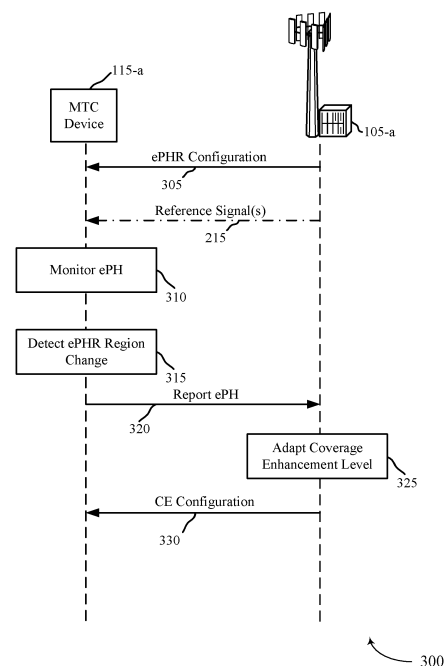 115-a
MTC
Device
105-a
ePHR Configuration
305
Reference Signal(s)
215
Monitor ePH
310
Detect ePHR Region
Change
315
Report ePH
320
Adapt Coverage
Enhancement Level
325
CE Configuration
330
300